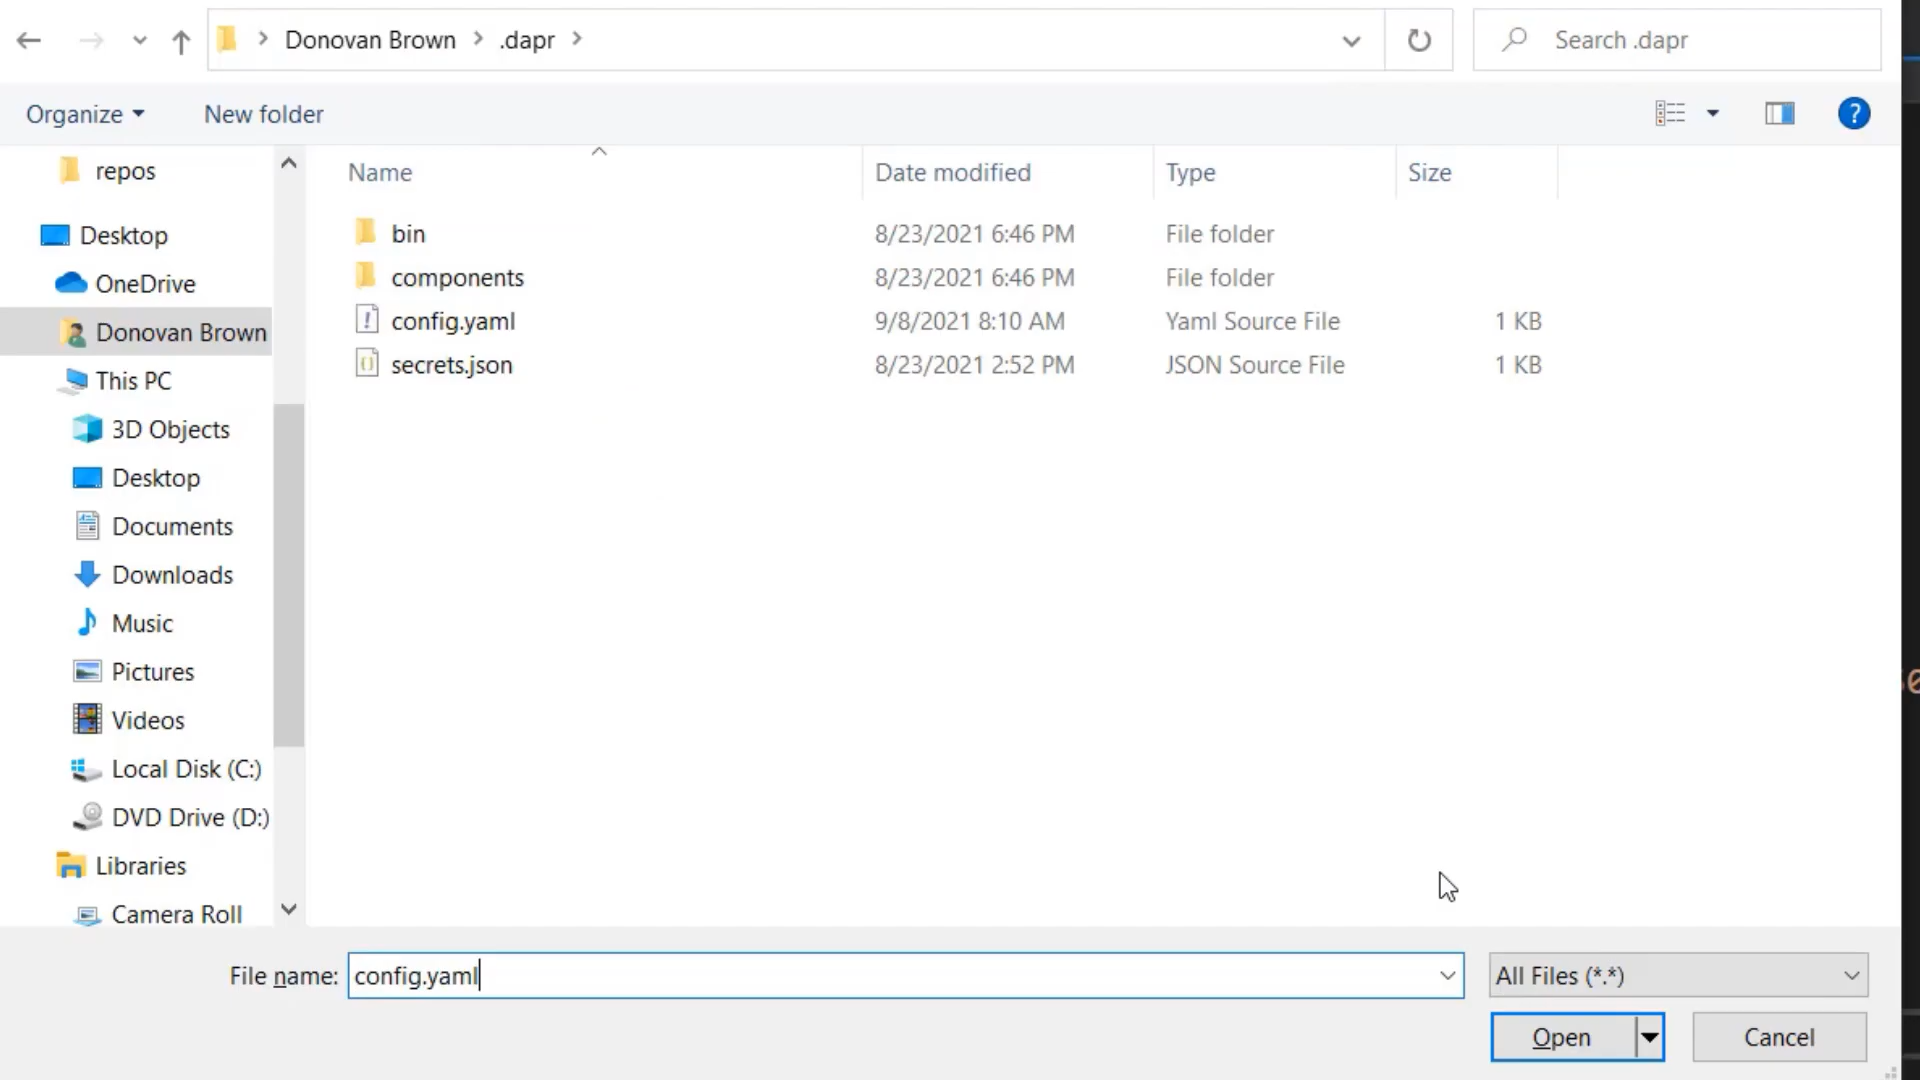 Donovan Brown
.dapr
Search .dapr
Organize
New folder
?
Name
Date modified
Type
Size
bin
8/23/2021 6:46 PM
File folder
components
8/23/2021 6:46 PM
File folder
config.yaml
9/8/2021 8:10 AM
Yaml Source File
1 KB
secrets.json
8/23/2021 2:52 PM
JSON Source File
1 KB
repos
Desktop
OneDrive
Donovan Brown
This PC
3D Objects
Desktop
Documents
Downloads
Music
Pictures
Videos
Local Disk (C:)
DVD Drive (D:)
Libraries
Camera Roll
File name:
config.yaml
All Files (*.*)
Open
Cancel